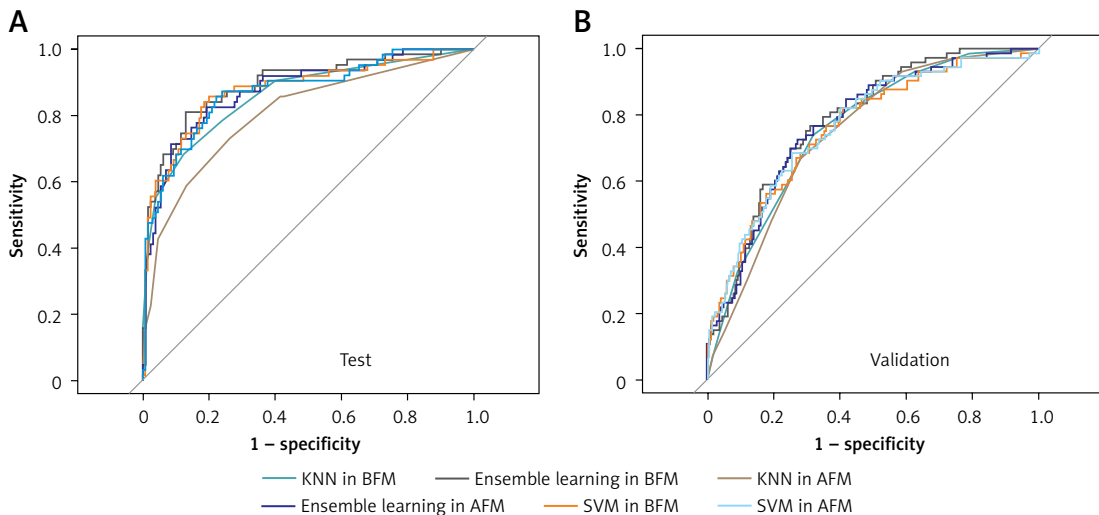 A
1.0
0.8
0.6
0.4
0.2
0
Sensitivity
Test
0 0.2 0.4 0.6 0.8 1.0
1 – specificity
B
1.0
0.8
0.6
0.4
0.2
0
Sensitivity
Validation
0 0.2 0.4 0.6 0.8 1.0
1 – specificity
KNN in BFM Ensemble learning in BFM KNN in AFM
Ensemble learning in AFM SVM in BFM SVM in AFM